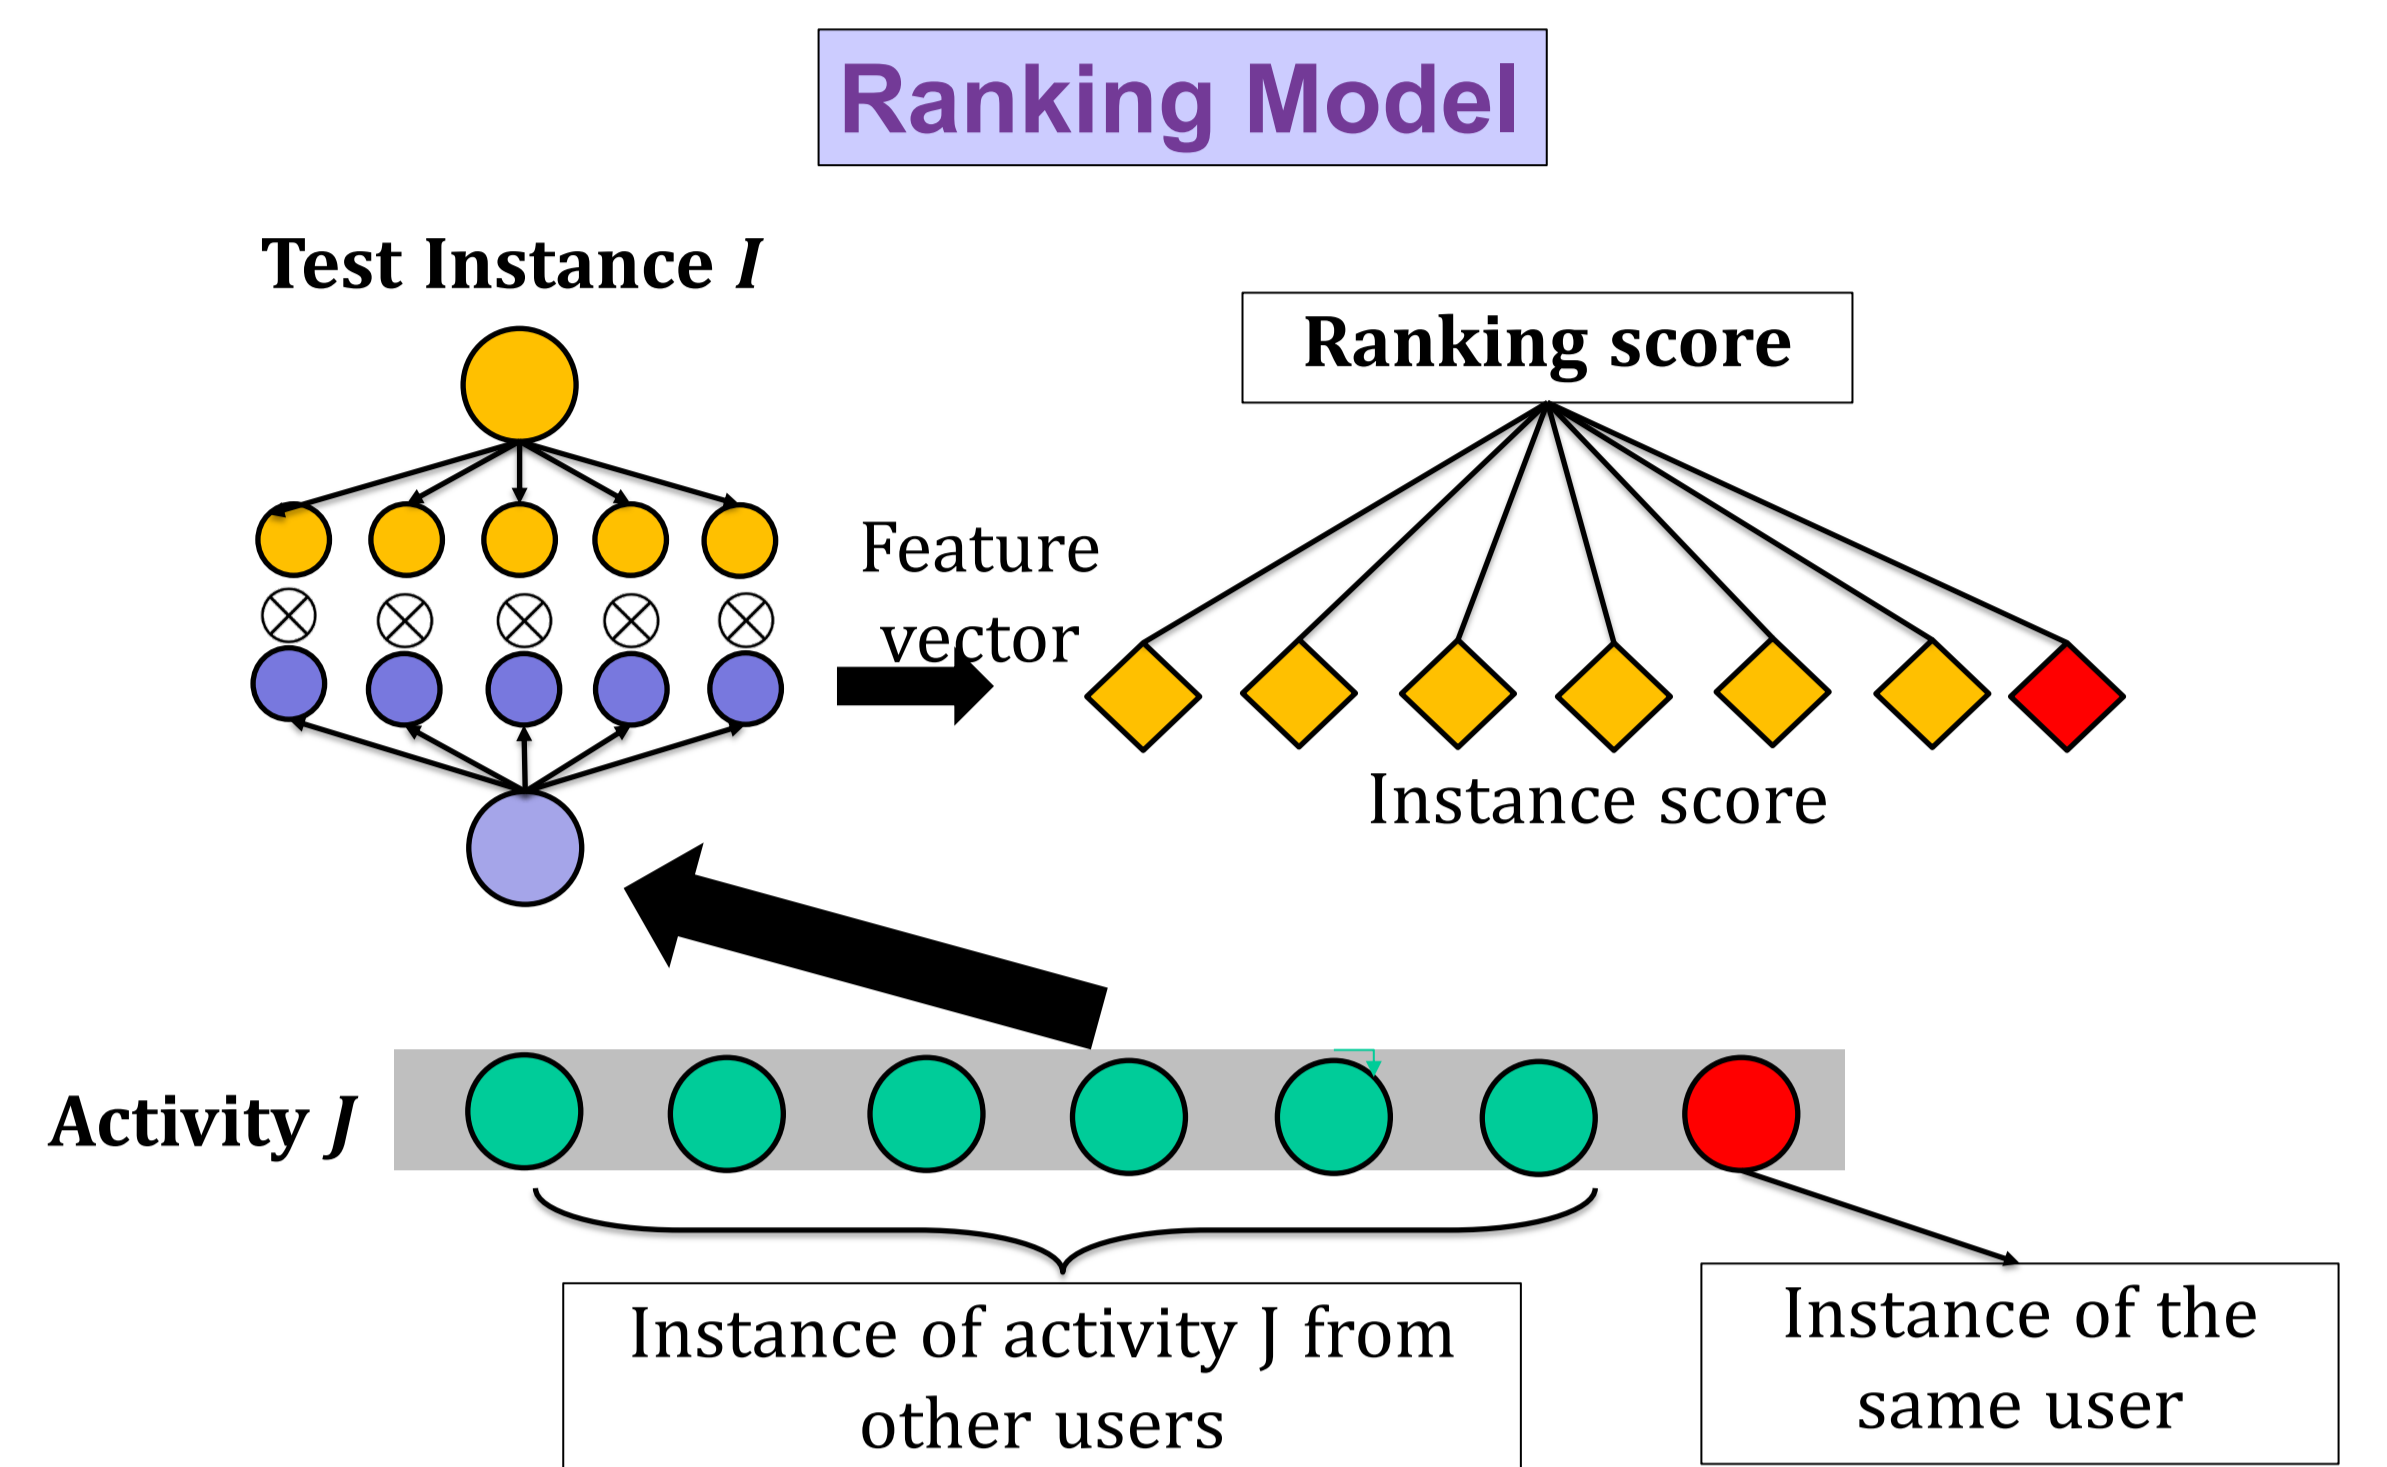 Ranking Model
Test Instance I
Ranking score
Feature
vector
Instance score
Activity J
Instance of activity J from
other users
Instance of the
same user